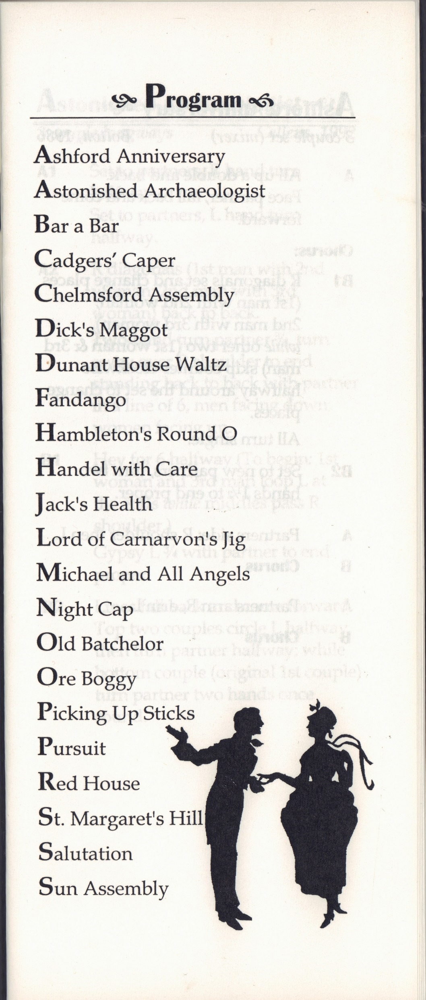 Program
Ashford Anniversary
Astonished Archaeologist
Bar a Bar
Cadgers’ Caper
Chelmsford Assembly
Dick's Maggot
Dunant House Waltz
Fandango
Hambleton's Round O
Handel with Care
Jack's Health
Lord of Carnarvon's Jig
Michael and All Angels
Night Cap
Old Batchelor
Ore Boggy
Picking Up Sticks
Pursuit
Red House
St. Margaret's Hill
Salutation
Sun Assembly